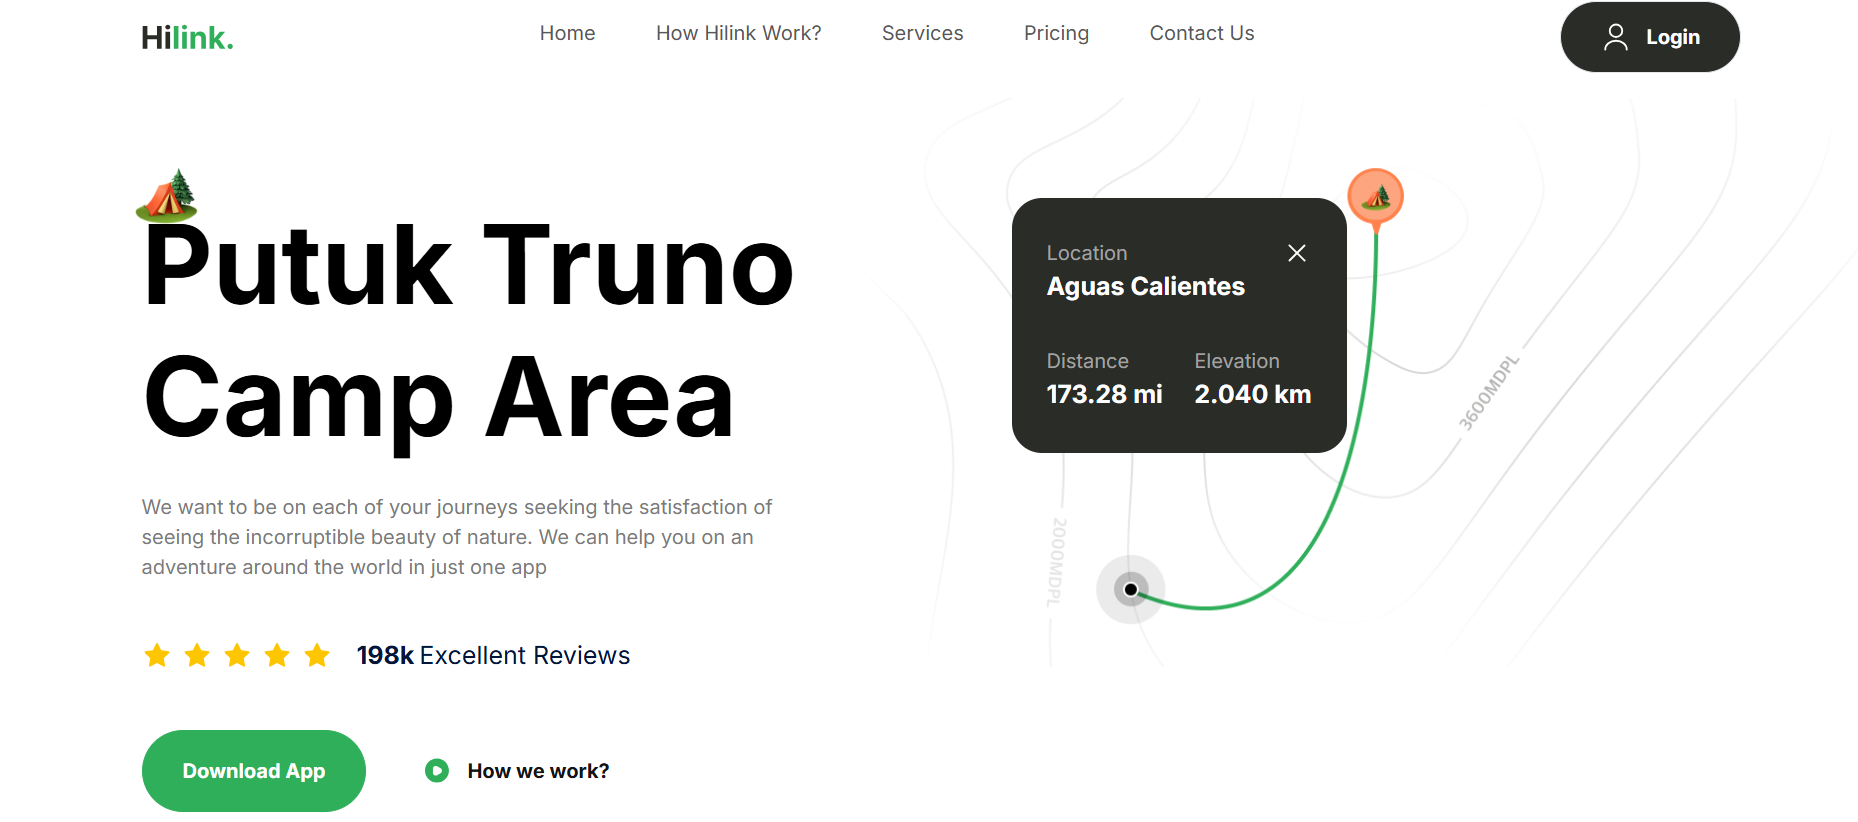 Hilink.
Home
How Hilink Work?
Services
Pricing
Contact Us
Login
Putuk Truno
Camp Area
We want to be on each of your journeys seeking the satisfaction of
seeing the incorruptible beauty of nature. We can help you on an
adventure around the world in just one app
198k Excellent Reviews
Download App
How we work?
Location
Aguas Calientes
Distance
Elevation
173.28 mi
2.040 km
3600MDPL
2000MDPL